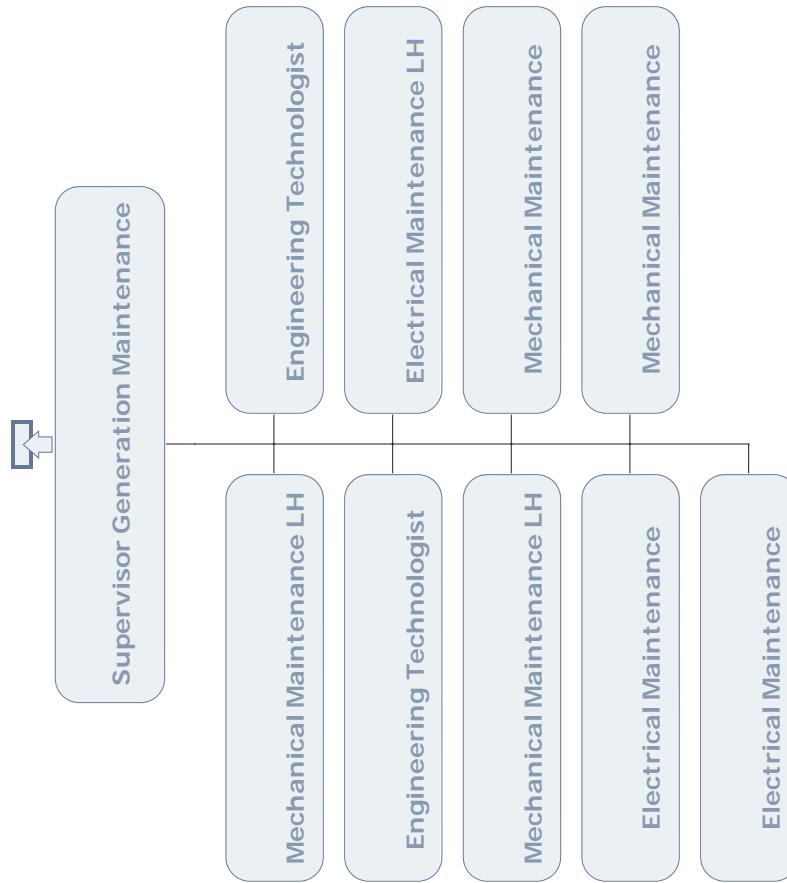 Supervisor Generation Maintenance
Mechanical Maintenance LH
Engineering Technologist
Engineering Technologist
Electrical Maintenance LH
Mechanical Maintenance LH
Mechanical Maintenance
Electrical Maintenance
Mechanical Maintenance
Electrical Maintenance